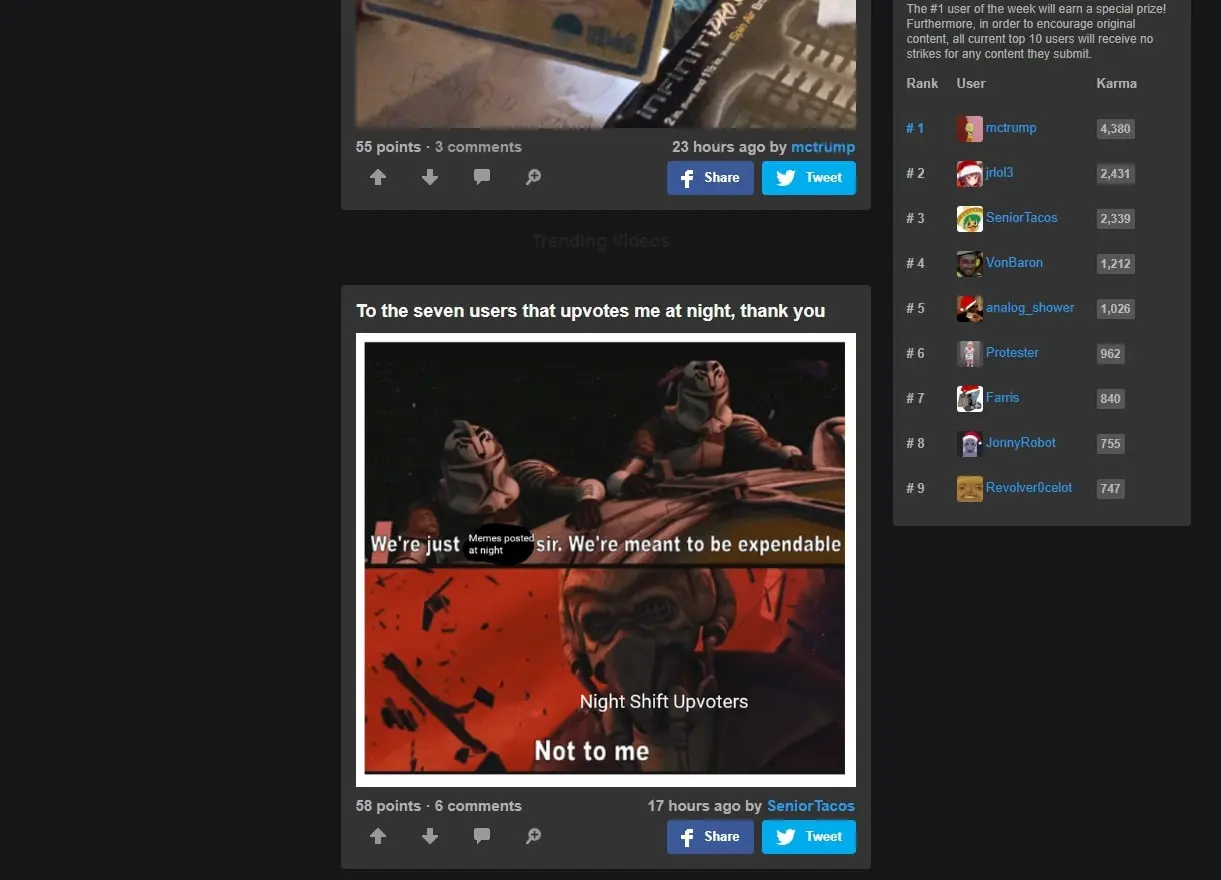 INFINITI PRO
Spin Air Br
55 points · 3 comments
23 hours ago by mctrump
Share
Tweet
Trending Videos
To the seven users that upvotes me at night, thank you
We're just Memes posted at night sir. We're meant to be expendable
Night Shift Upvoters
Not to me
58 points · 6 comments
17 hours ago by SeniorTacos
Share
Tweet
The #1 user of the week will earn a special prize!
Furthermore, in order to encourage original
content, all current top 10 users will receive no
strikes for any content they submit.
Rank User Karma
# 1 mctrump 4,380
# 2 jrlol3 2,431
# 3 SeniorTacos 2,339
# 4 VonBaron 1,212
# 5 analog_shower 1,026
# 6 Protester 962
# 7 Farris 840
# 8 JonnyRobot 755
# 9 Revolver0celot 747